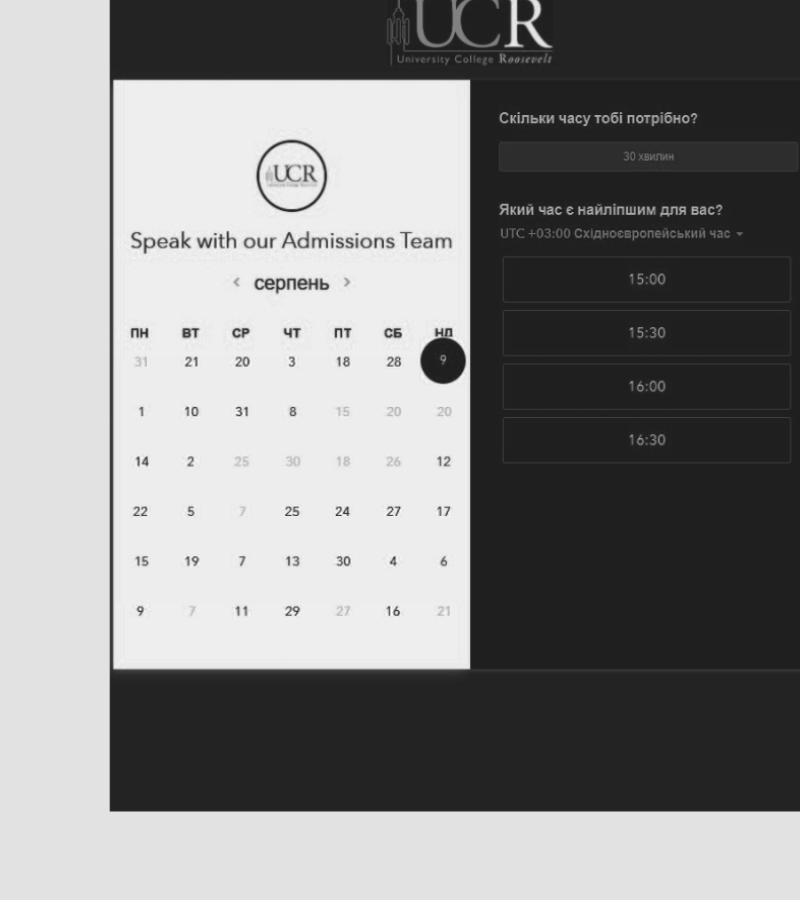 UCR
University College Roosevelt
UCR
Speak with our Admissions Team
серпень
ПН ВТ СР ЧТ ПТ СБ НД
31 21 20 3 18 28 9
1 10 31 8 15 20 20
14 2 25 30 18 26 12
22 5 7 25 24 27 17
15 19 7 13 30 4 6
9 7 11 29 27 16 21
Скільки часу тобі потрібно?
30 хвилин
Який час є найліпшим для вас?
UTC +03:00 Східноєвропейський час
15:00
15:30
16:00
16:30